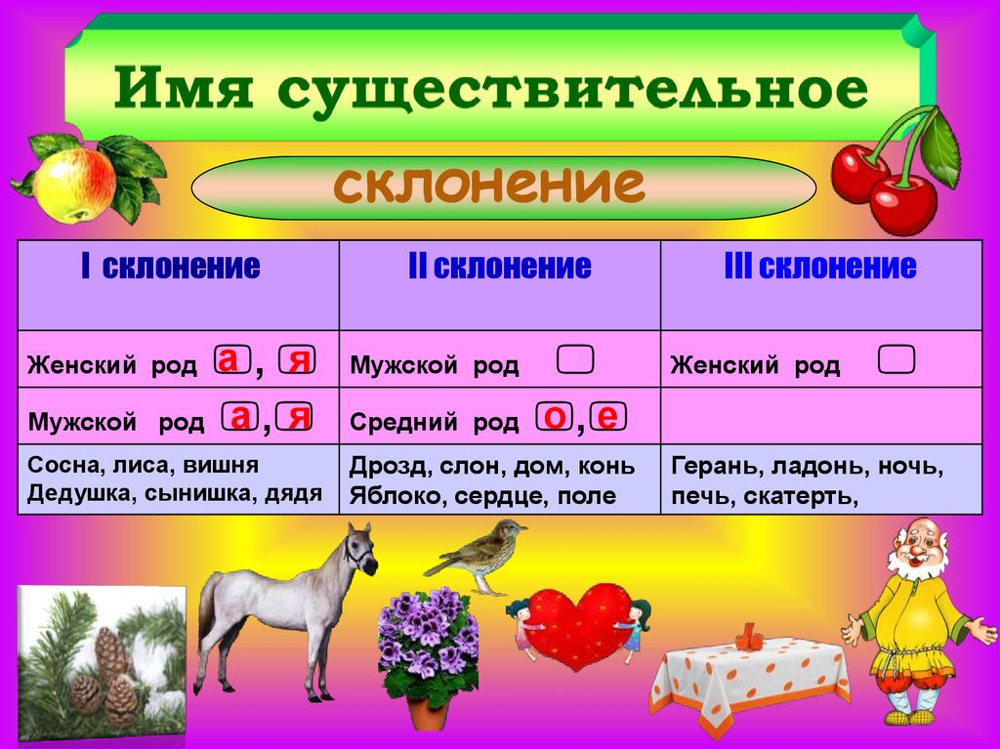 Имя существительное
склонение
I склонение
II склонение
III склонение
Женский род а , я
Мужской род
Женский род
Мужской род а , я
Средний род о , е
Сосна, лиса, вишня
Дедушка, сынишка, дядя
Дрозд, слон, дом, конь
Яблоко, сердце, поле
Герань, ладонь, ночь,
печь, скатерть,